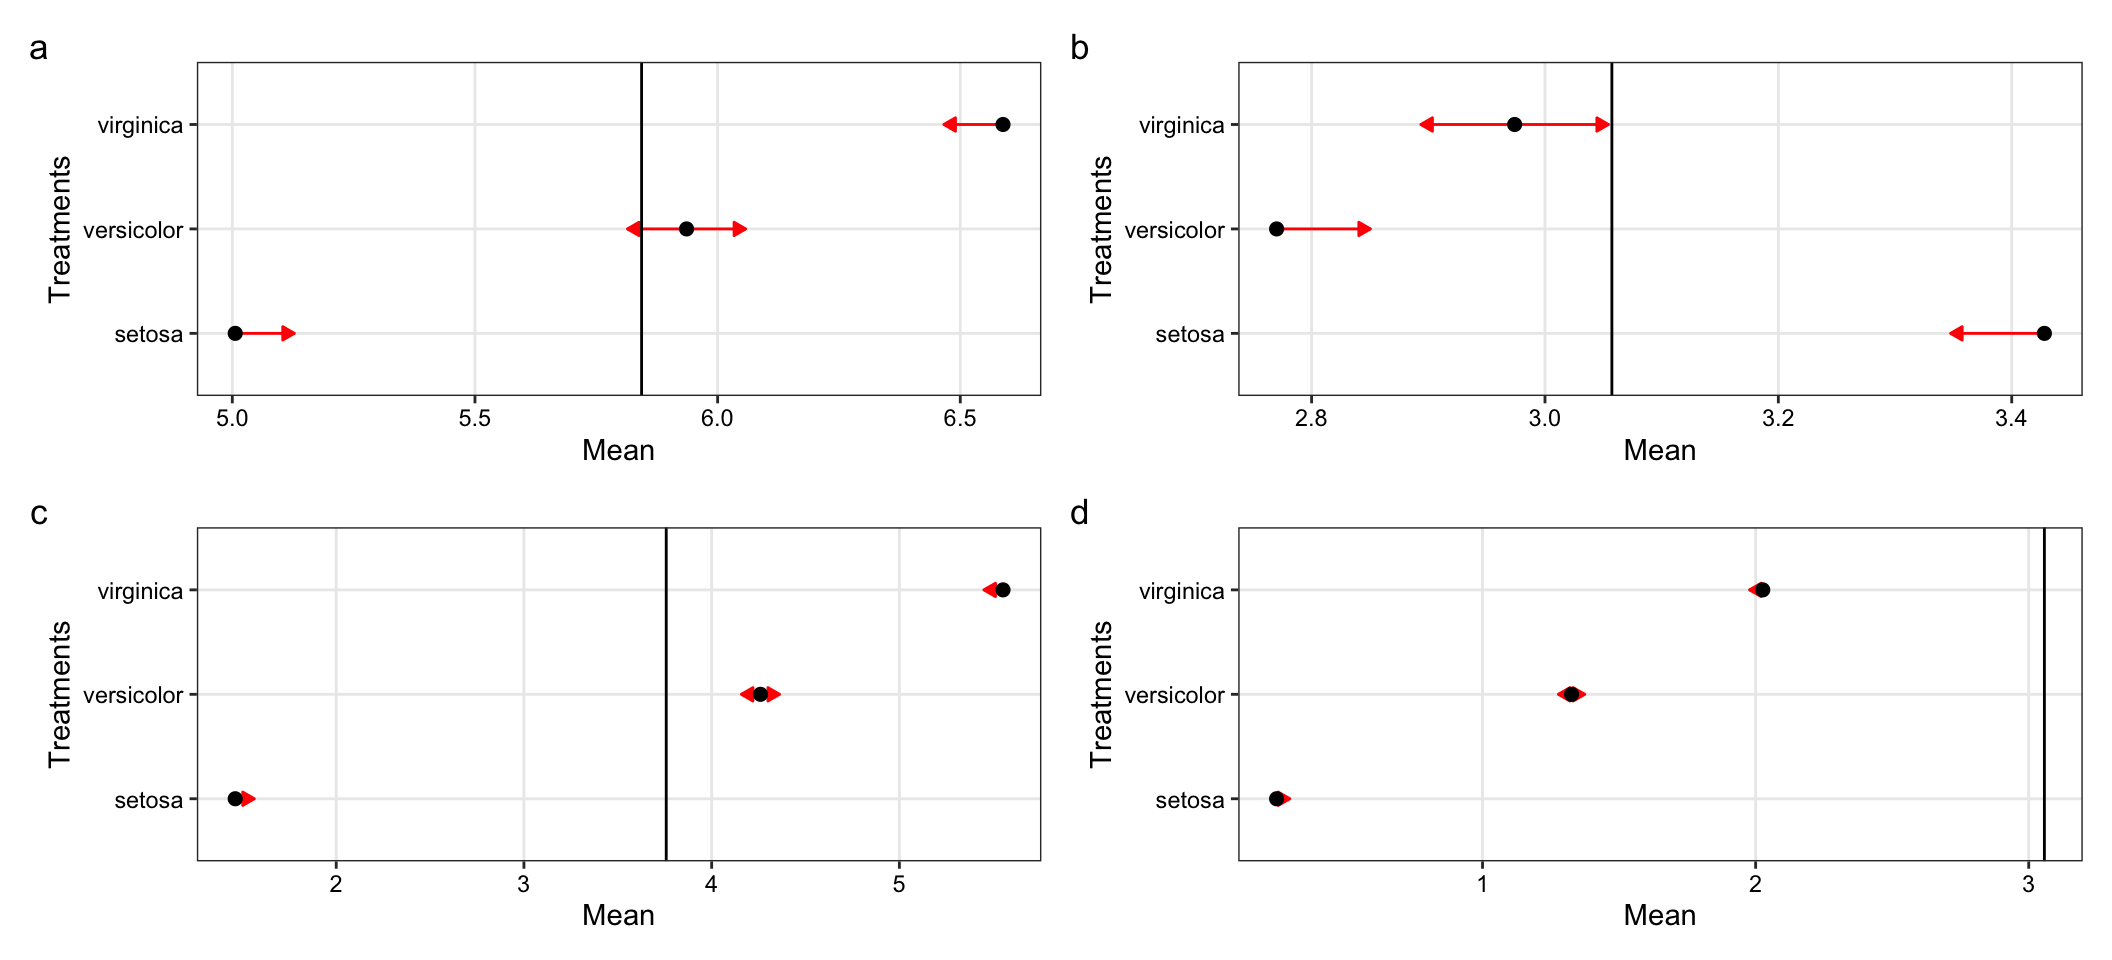 a
Treatments
virginica
versicolor
setosa
5.0 5.5 6.0 6.5
Mean
b
Treatments
virginica
versicolor
setosa
2.8 3.0 3.2 3.4
Mean
c
Treatments
virginica
versicolor
setosa
2 3 4 5
Mean
d
Treatments
virginica
versicolor
setosa
1 2 3
Mean